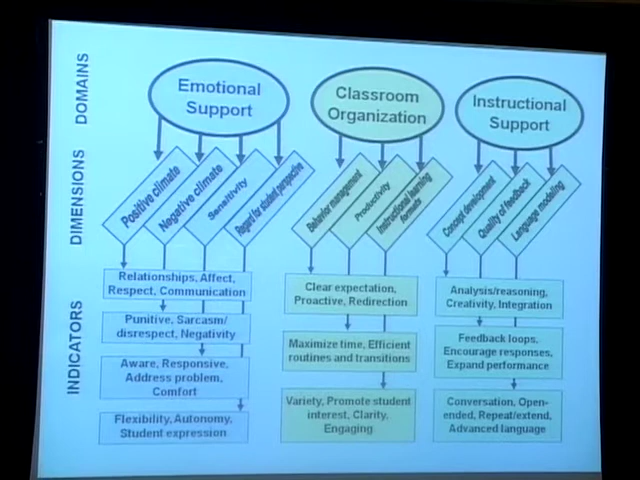 DOMAINS
Emotional
Support
Classroom
Organization
Instructional
Support
DIMENSIONS
Positive climate
Negative climate
Sensitivity
Regard for student perspective
Behavior management
Productivity
Instructional learning
formats
Concept development
Quality of feedback
Language modeling
INDICATORS
Relationships, Affect,
Respect, Communication
Punitive, Sarcasm/
disrespect, Negativity
Aware, Responsive,
Address problem,
Comfort
Flexibility, Autonomy,
Student expression
Clear expectation,
Proactive, Redirection
Maximize time, Efficient
routines and transitions
Variety, Promote student
interest, Clarity,
Engaging
Analysis/reasoning,
Creativity, Integration
Feedback loops,
Encourage responses,
Expand performance
Conversation, Open-
ended, Repeat/extend,
Advanced language